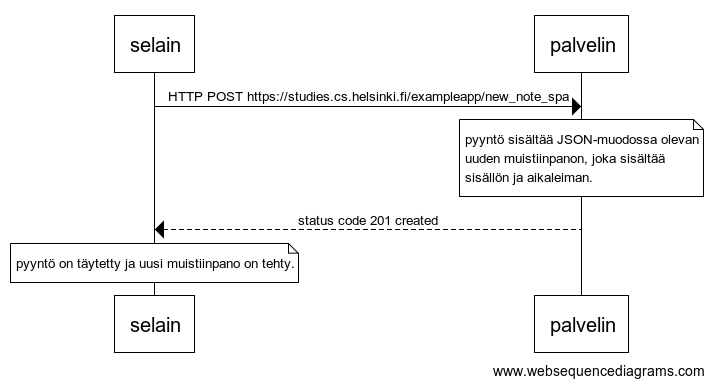 selain
palvelin
HTTP POST https://studies.cs.helsinki.fi/exampleapp/new_note_spa
pyyntö sisältää JSON-muodossa olevan
uuden muistiinpanon, joka sisältää
sisällön ja aikaleiman.
status code 201 created
pyyntö on täytetty ja uusi muistiinpano on tehty.
selain
palvelin
www.websequencediagrams.com